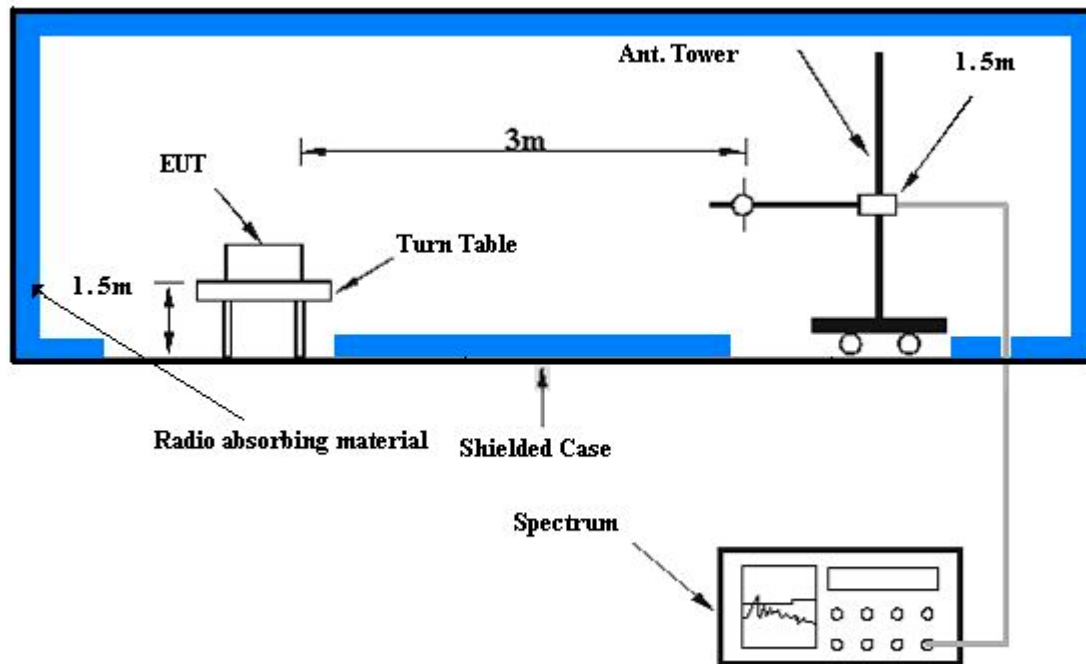 Ant. Tower
1.5m
3m
EUT
Turn Table
1.5m
Radio absorbing material
Shielded Case
Spectrum